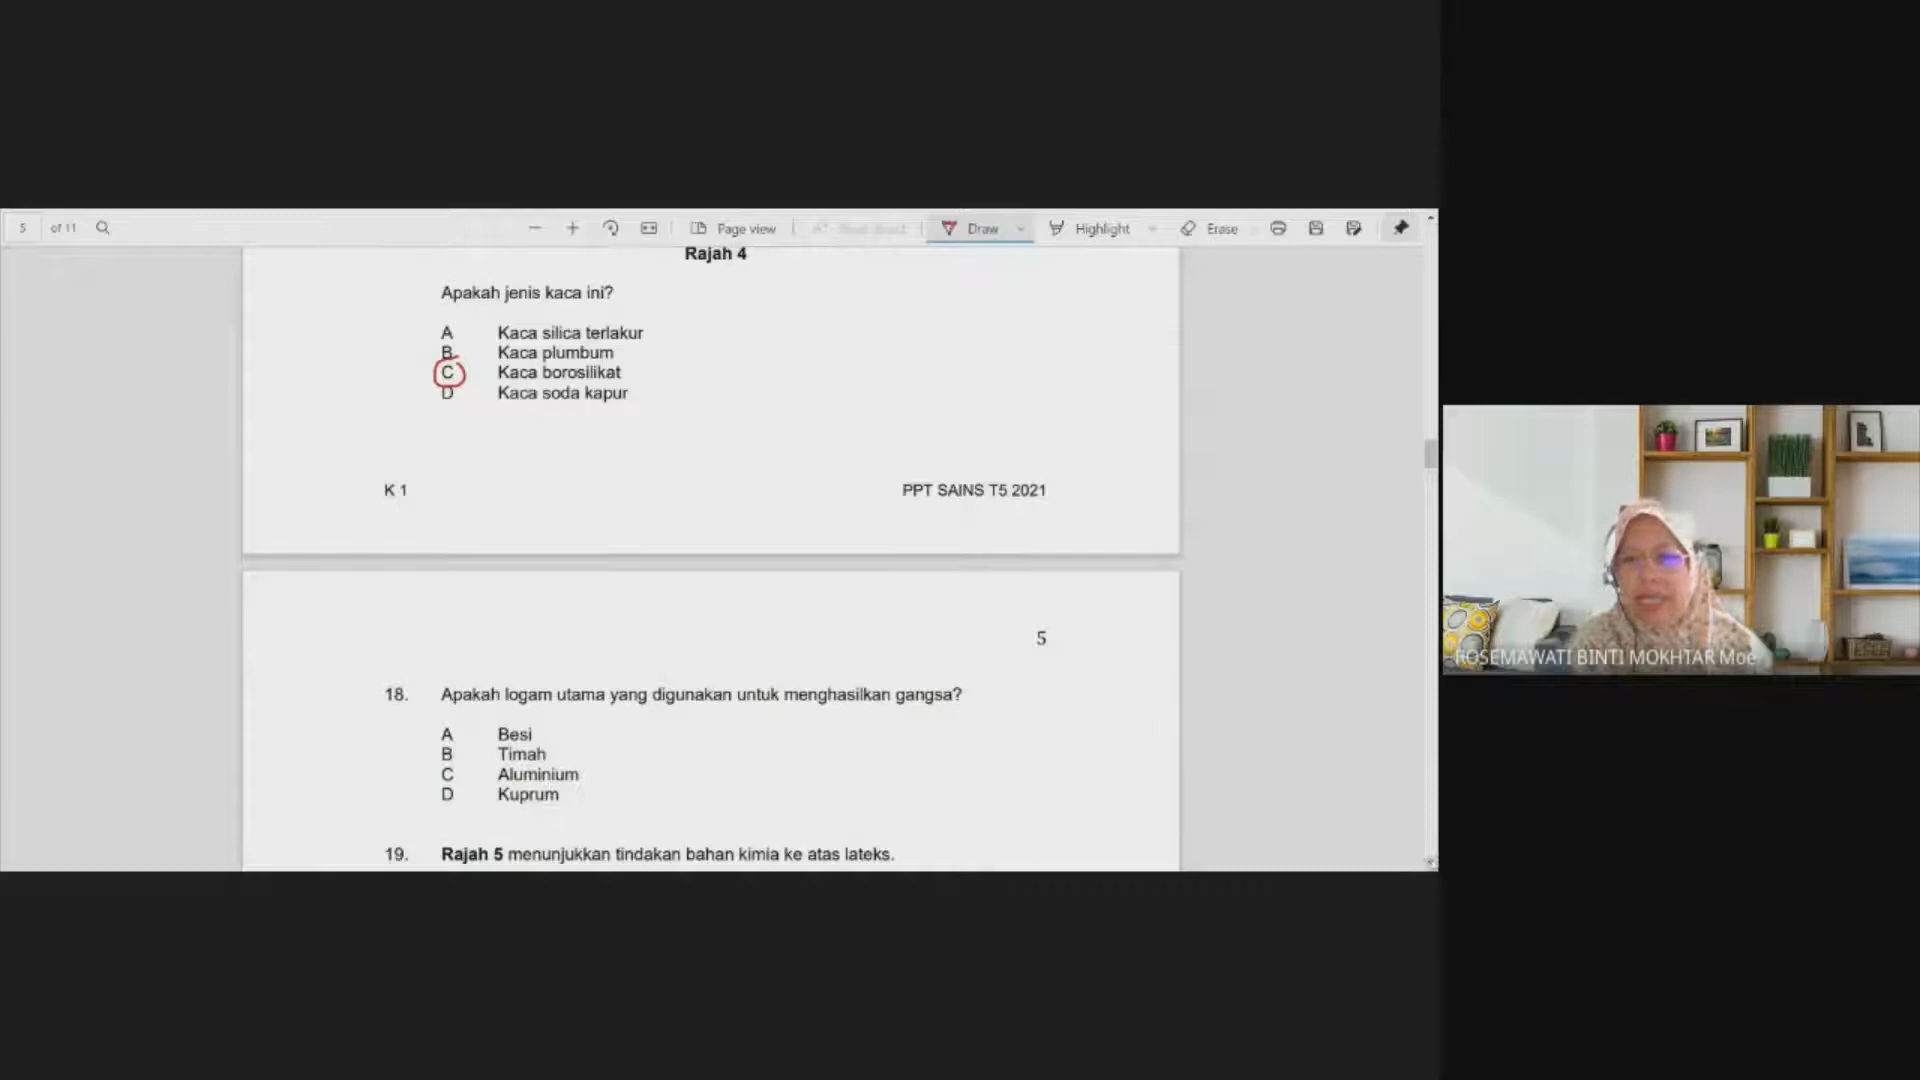 5 of 11 Page view Draw Highlight Erase
Rajah 4
Apakah jenis kaca ini?
A Kaca silica terlakur
B Kaca plumbum
C Kaca borosilikat
D Kaca soda kapur
K 1 PPT SAINS T5 2021
5
18. Apakah logam utama yang digunakan untuk menghasilkan gangsa?
A Besi
B Timah
C Aluminium
D Kuprum
19. Rajah 5 menunjukkan tindakan bahan kimia ke atas lateks.
ROSEMAWATI BINTI MOKHTAR Moe